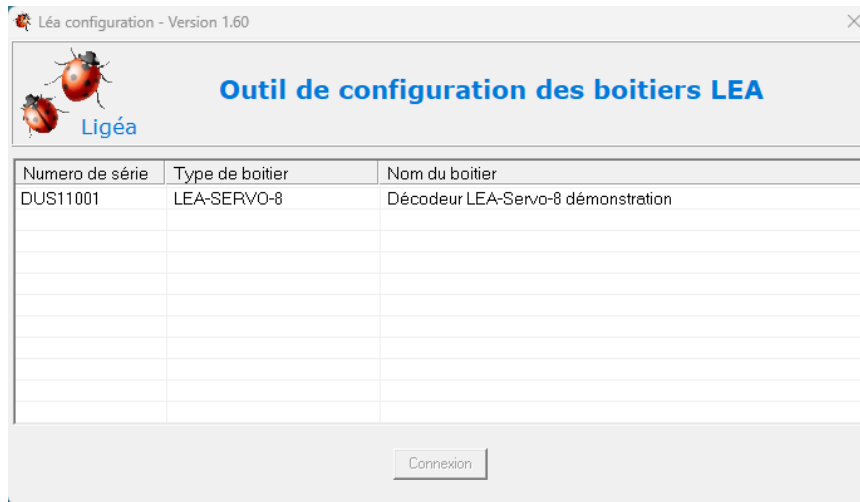 Léa configuration - Version 1.60
Outil de configuration des boitiers LEA
Ligéa
Numero de série Type de boitier Nom du boitier
DUS11001 LEA-SERVO-8 Décodeur LEA-Servo-8 démonstration
Connexion